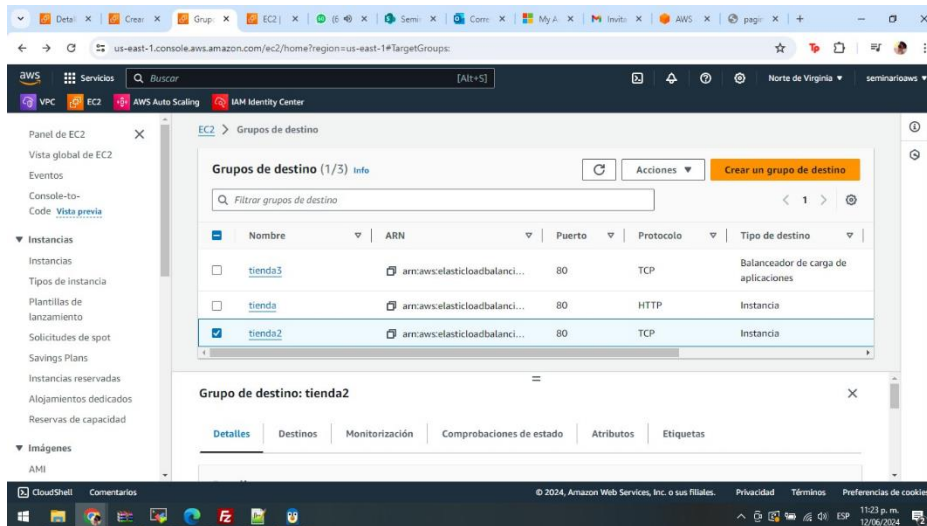 Detall
Crear
Grup
EC2 |
(6
Semi
Corre
My A
Invita
AWS
pagir
us-east-1.console.aws.amazon.com/ec2/home?region=us-east-1#TargetGroups:
aws
Servicios
Buscar
[Alt+S]
Norte de Virginia
seminarioaws
VPC
EC2
AWS Auto Scaling
IAM Identity Center
Panel de EC2
Vista global de EC2
Eventos
Console-to-
Code Vista previa
Instancias
Instancias
Tipos de instancia
Plantillas de
lanzamiento
Solicitudes de spot
Savings Plans
Instancias reservadas
Alojamientos dedicados
Reservas de capacidad
Imágenes
AMI
EC2 > Grupos de destino
Grupos de destino (1/3) Info
Acciones
Crear un grupo de destino
Filtrar grupos de destino
1
Nombre ARN Puerto Protocolo Tipo de destino
tienda3 arn:aws:elasticloadbalanci... 80 TCP Balanceador de carga de
aplicaciones
tienda arn:aws:elasticloadbalanci... 80 HTTP Instancia
tienda2 arn:aws:elasticloadbalanci... 80 TCP Instancia
Grupo de destino: tienda2
Detalles Destinos Monitorización Comprobaciones de estado Atributos Etiquetas
CloudShell Comentarios
© 2024, Amazon Web Services, Inc. o sus filiales. Privacidad Términos Preferencias de cookies
ESP
11:23 p. m.
12/06/2024